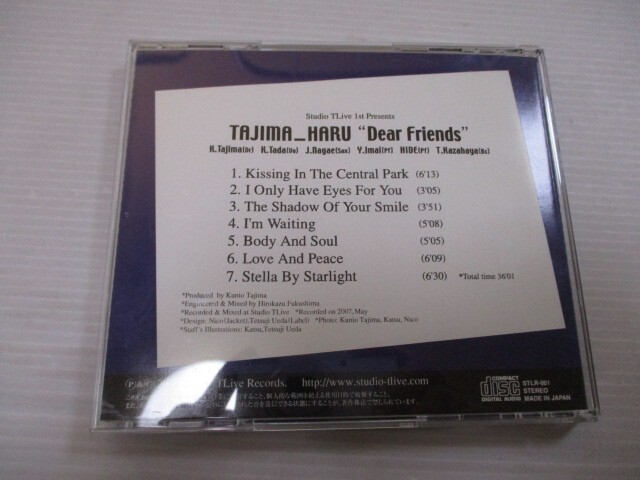 Studio TLive 1st Presents
TAJIMA_HARU "Dear Friends"
K.Tajima(Dr) K.Tada(Vo) J.Nagae(Sax) Y.Imai(Pf) HIDE(Pf) T.Kazahaya(Bs)
1. Kissing In The Central Park (6'13)
2. I Only Have Eyes For You (3'05)
3. The Shadow Of Your Smile (3'51)
4. I'm Waiting (5'08)
5. Body And Soul (5'05)
6. Love And Peace (6'09)
7. Stella By Starlight (6'30) *Total time 36'01
*Produced by Kunio Tajima
*Engineered & Mixed by Hirokazu Fukushima
*Recorded & Mixed at Studio TLive *Recorded on 2007,May
*Design: Nico(Jacket),Tetsuji Ueda(Label) *Photo: Kunio Tajima, Katsu, Nico
*Staff's Illustrations: Katsu,Tetsuji Ueda
TLive Records. http://www.studio-tlive.com
COMPACT
disc
DIGITAL AUDIO
STLR-001
STEREO
MADE IN JAPAN